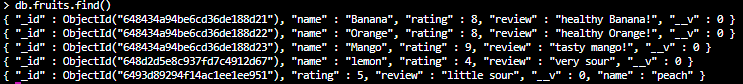 > db.fruits.find()
{ "_id" : ObjectId("648434a94be6cd36de188d21"), "name" : "Banana", "rating" : 8, "review" : "healthy Banana!", "__v" : 0 }
{ "_id" : ObjectId("648434a94be6cd36de188d22"), "name" : "Orange", "rating" : 8, "review" : "healthy Orange!", "__v" : 0 }
{ "_id" : ObjectId("648434a94be6cd36de188d23"), "name" : "Mango", "rating" : 9, "review" : "tasty mango!", "__v" : 0 }
{ "_id" : ObjectId("648d2d5e8c937fd7c4912d67"), "name" : "lemon", "rating" : 4, "review" : "very sour", "__v" : 0 }
{ "_id" : ObjectId("6493d89294f14ac1ee1ee951"), "rating" : 5, "review" : "little sour", "__v" : 0, "name" : "peach" }